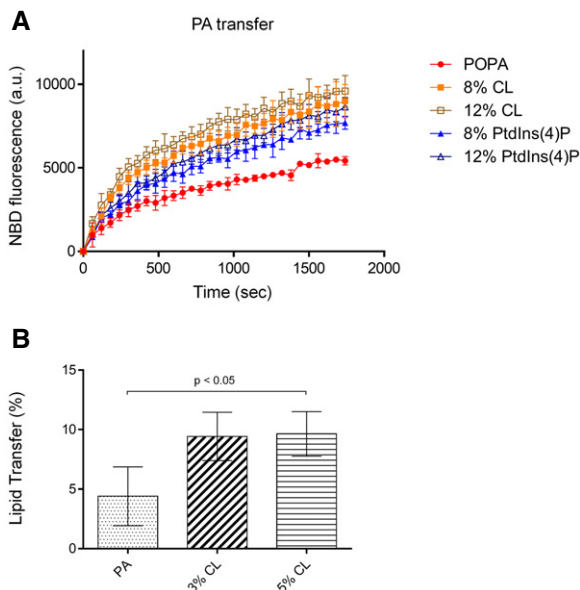 A
PA transfer
NBD fluorescence (a.u.)
10000
5000
0
0
500
1000
1500
2000
Time (sec)
POPA
8% CL
12% CL
8% PtdIns(4)P
12% PtdIns(4)P
B
Lipid Transfer (%)
15
10
5
0
p < 0.05
PA
3% CL
5% CL